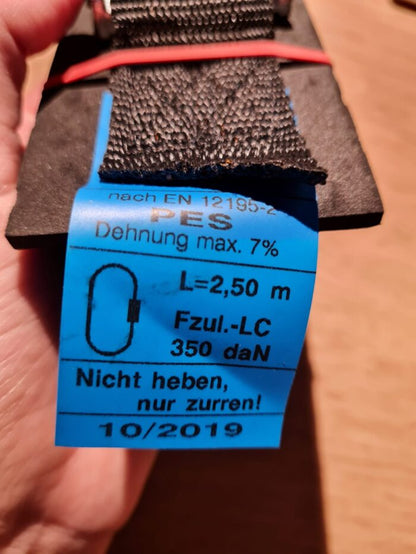 nach EN 12195-2
PES
Dehnung max. 7%
L=2,50 m
Fzul.-LC
350 daN
Nicht heben,
nur zurren!
10/2019